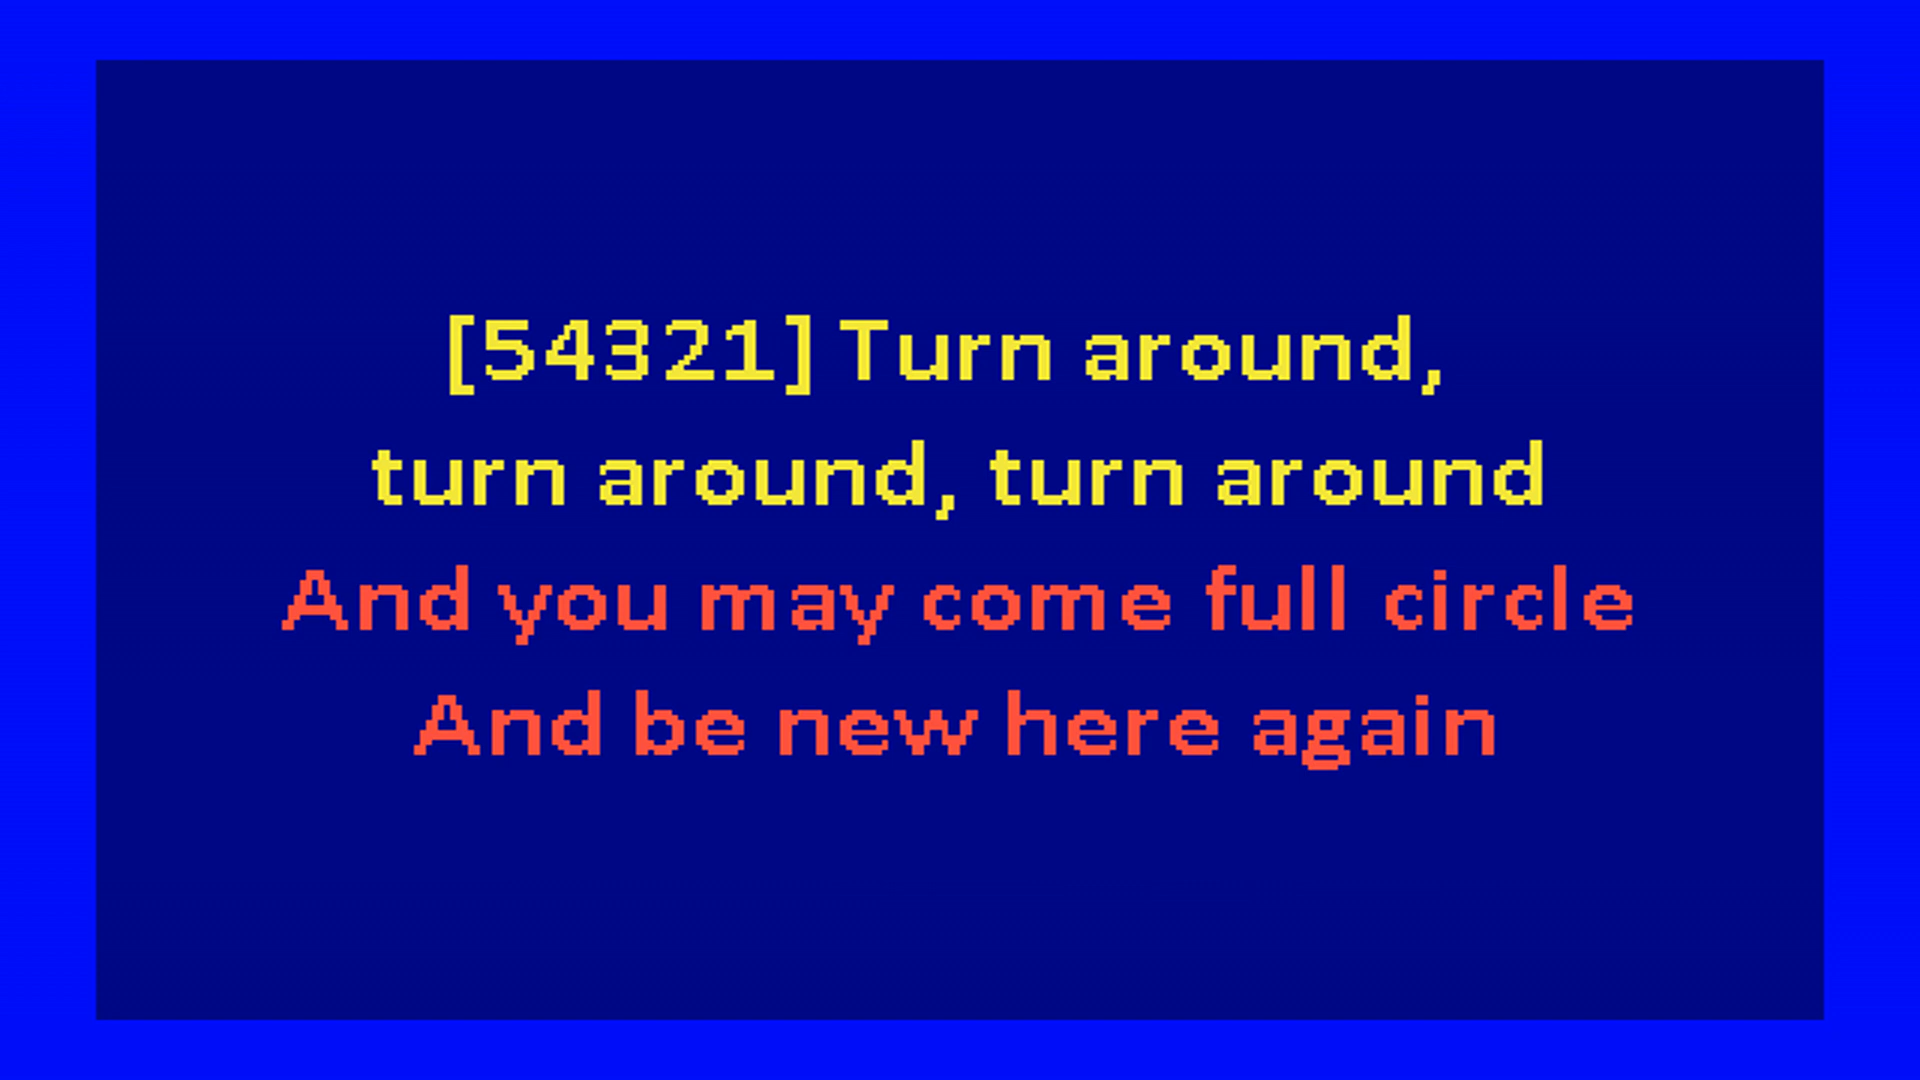 [54321] Turn around,
turn around, turn around
And you may come full circle
And be new here again